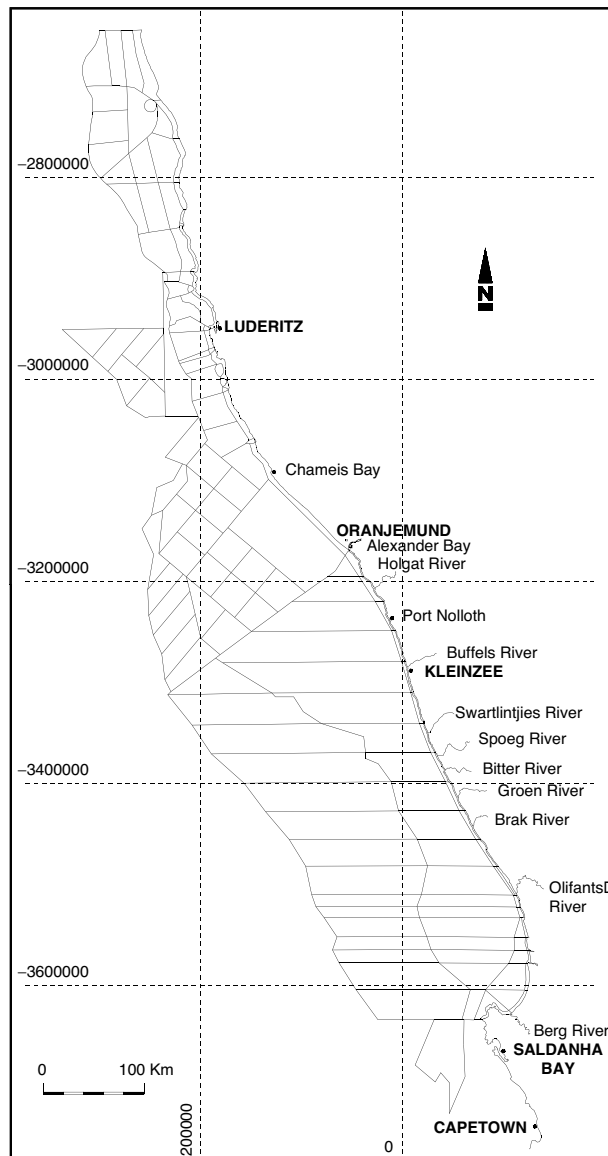 −2800000
N
LUDERITZ
−3000000
Chameis Bay
ORANJEMUND
Alexander Bay
Holgat River
−3200000
Port Nolloth
Buffels River
KLEINZEE
Swartlintjies River
Spoeg River
Bitter River
−3400000
Groen River
Brak River
OlifantsD
River
−3600000
Berg River
SALDANHA
BAY
0 100 Km
CAPETOWN
200000
0